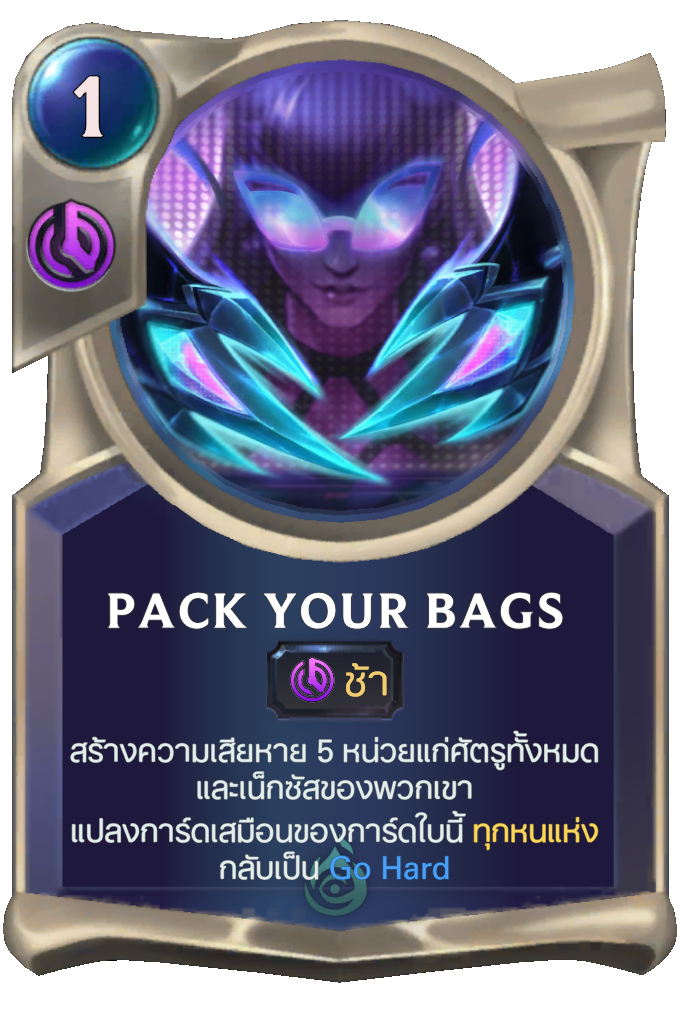 1
PACK YOUR BAGS
ช้า
สร้างความเสียหาย 5 หน่วยแก่ศัตรูทั้งหมด
และเน็กซัสของพวกเขา
แปลงการ์ดเสมือนของการ์ดใบนี้ ทุกหนแห่ง
กลับเป็น Go Hard